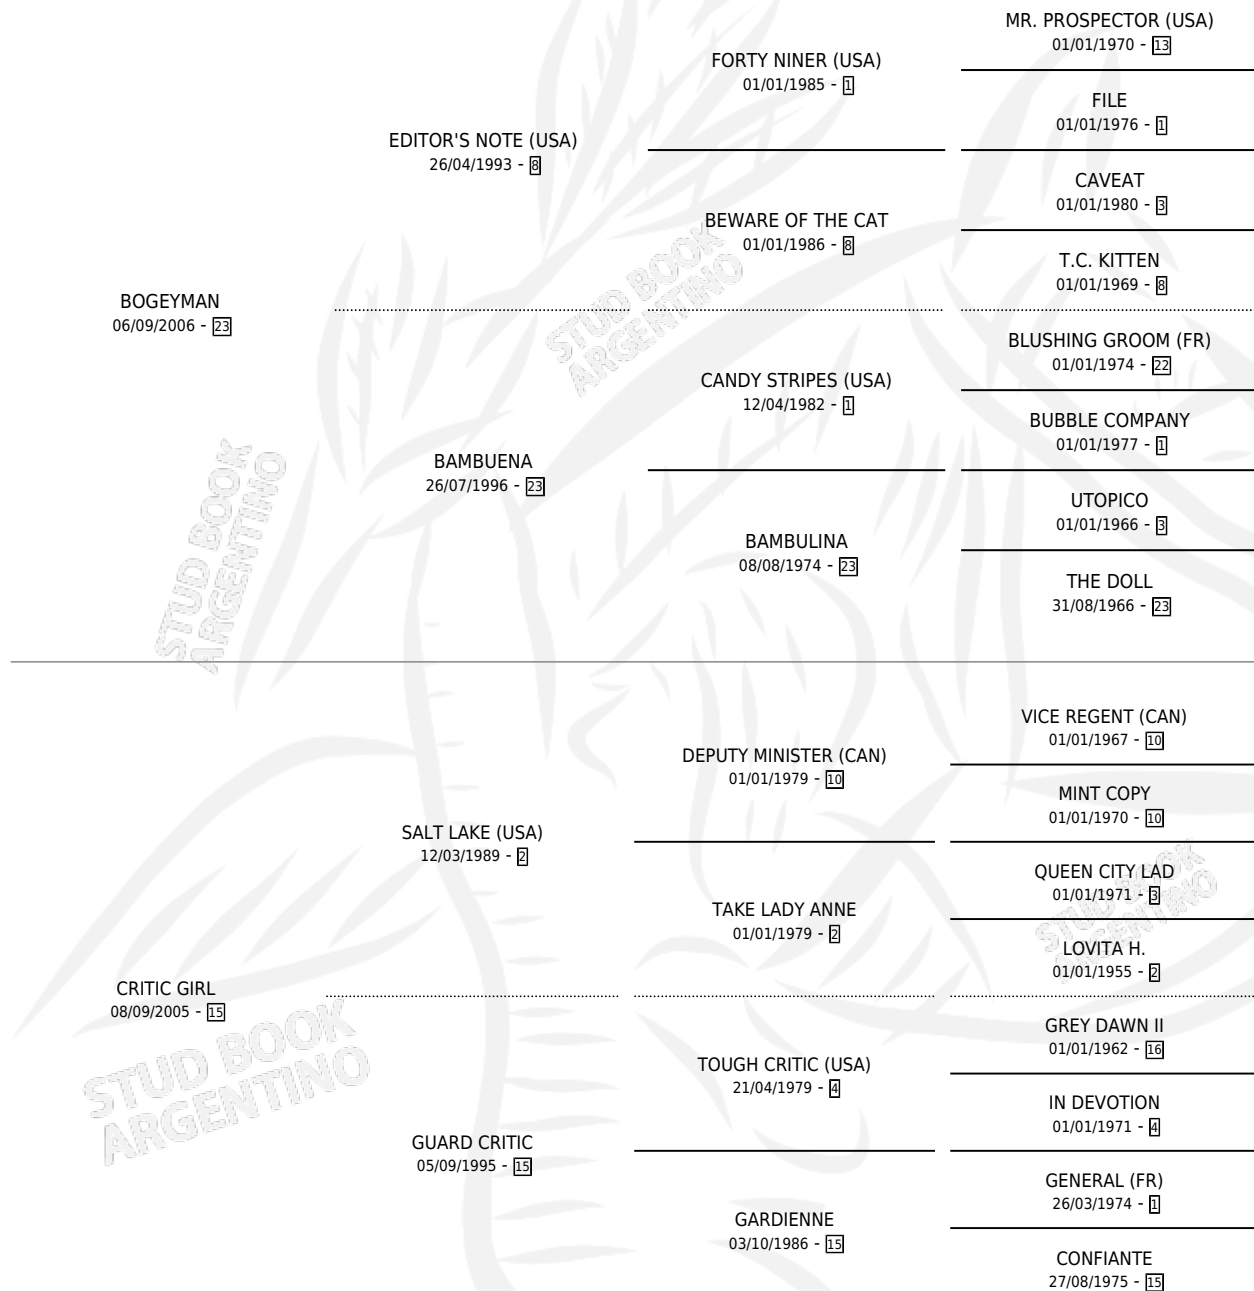 MR. PROSPECTOR (USA)
01/01/1970 - 13
FORTY NINER (USA)
01/01/1985 - 1
FILE
01/01/1976 - 1
EDITOR'S NOTE (USA)
26/04/1993 - 8
CAVEAT
01/01/1980 - 3
BEWARE OF THE CAT
01/01/1986 - 8
T.C. KITTEN
01/01/1969 - 8
BOGEYMAN
06/09/2006 - 23
BLUSHING GROOM (FR)
01/01/1974 - 22
CANDY STRIPES (USA)
12/04/1982 - 1
BUBBLE COMPANY
01/01/1977 - 1
BAMBUENA
26/07/1996 - 23
UTOPICO
01/01/1966 - 3
BAMBULINA
08/08/1974 - 23
THE DOLL
31/08/1966 - 23
VICE REGENT (CAN)
01/01/1967 - 10
DEPUTY MINISTER (CAN)
01/01/1979 - 10
MINT COPY
01/01/1970 - 10
SALT LAKE (USA)
12/03/1989 - 2
QUEEN CITY LAD
01/01/1971 - 3
TAKE LADY ANNE
01/01/1979 - 2
LOVITA H.
01/01/1955 - 2
CRITIC GIRL
08/09/2005 - 15
GREY DAWN II
01/01/1962 - 16
TOUGH CRITIC (USA)
21/04/1979 - 4
IN DEVOTION
01/01/1971 - 4
GUARD CRITIC
05/09/1995 - 15
GENERAL (FR)
26/03/1974 - 1
GARDIENNE
03/10/1986 - 15
CONFIANTE
27/08/1975 - 15
STUD BOOK
ARGENTINO
STUD BOOK
ARGENTINO
STUD BOOK
ARGENTINO
STUD BOOK
ARGENTINO